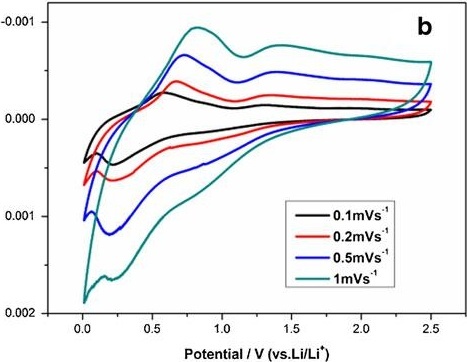 -0.001
b
0.000
0.001
0.002
0.1mVs⁻¹
0.2mVs⁻¹
0.5mVs⁻¹
1mVs⁻¹
0.0 0.5 1.0 1.5 2.0 2.5
Potential / V (vs.Li/Li⁺)